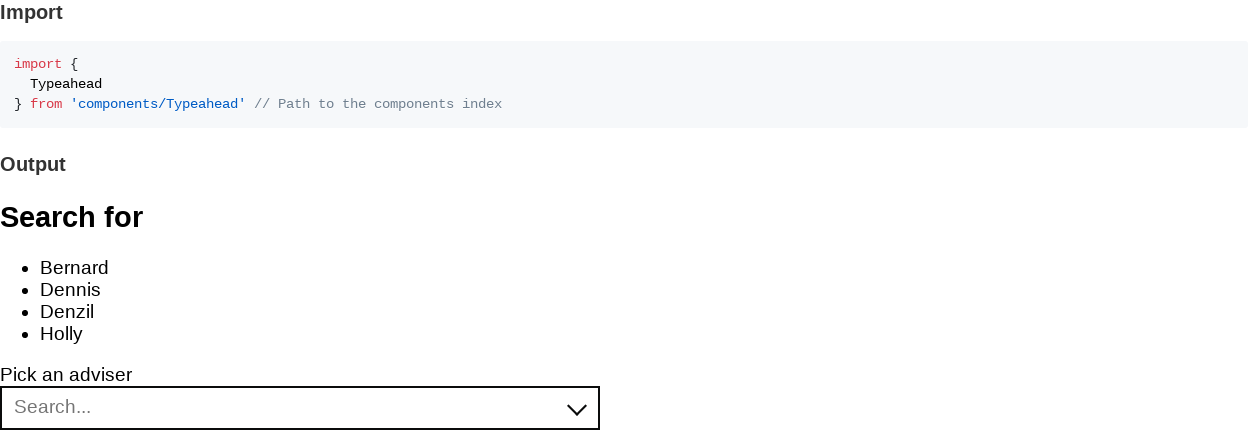 Import
import {
  Typeahead
} from 'components/Typeahead' // Path to the components index
Output
Search for
Bernard
Dennis
Denzil
Holly
Pick an adviser
Search...